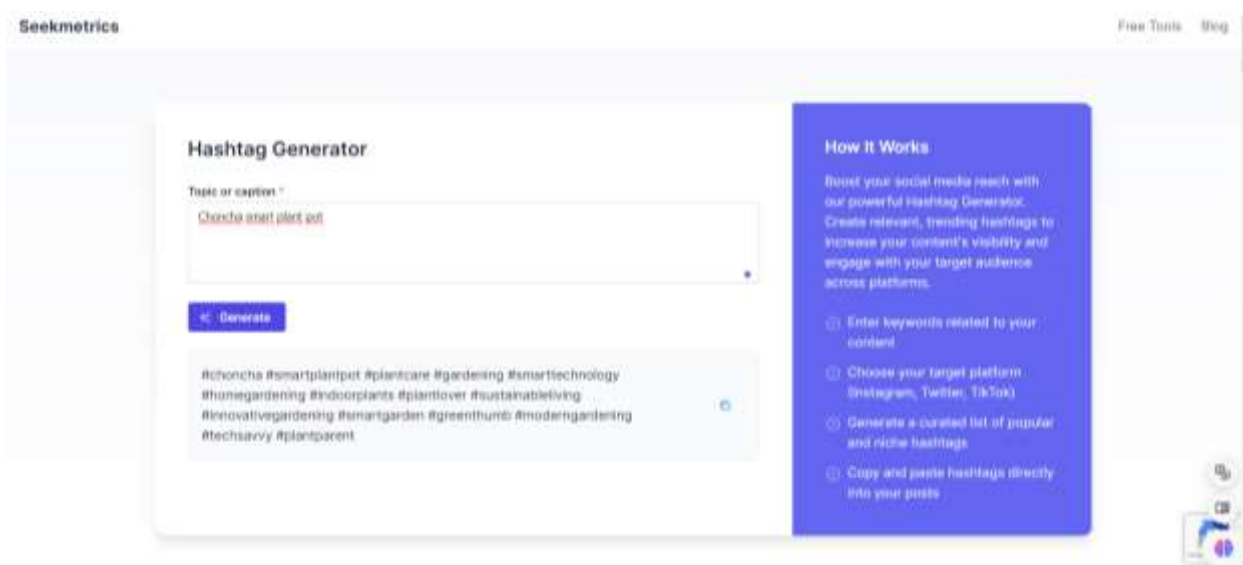 Seekmetrics
Free Tools Blog
Hashtag Generator
Topic or caption *
Choncha smart plant pot
Generate
#choncha #smartplantpot #plantcare #gardening #smarttechnology
#homegardening #indoorplants #plantlover #sustainableliving
#innovativegardening #smartgarden #greenthumb #moderngardening
#techsavvy #plantparent
How It Works
Boost your social media reach with
our powerful Hashtag Generator.
Create relevant, trending hashtags to
increase your content's visibility and
engage with your target audience
across platforms.
Enter keywords related to your
content
Choose your target platform
(Instagram, Twitter, TikTok)
Generate a curated list of popular
and niche hashtags
Copy and paste hashtags directly
into your posts